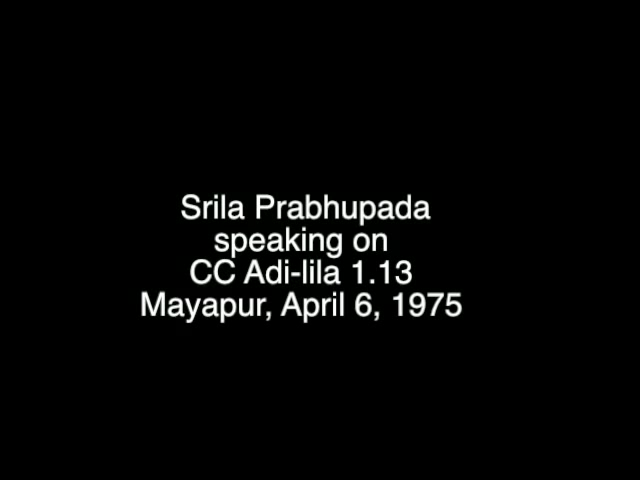 Srila Prabhupada
speaking on
CC Adi-lila 1.13
Mayapur, April 6, 1975